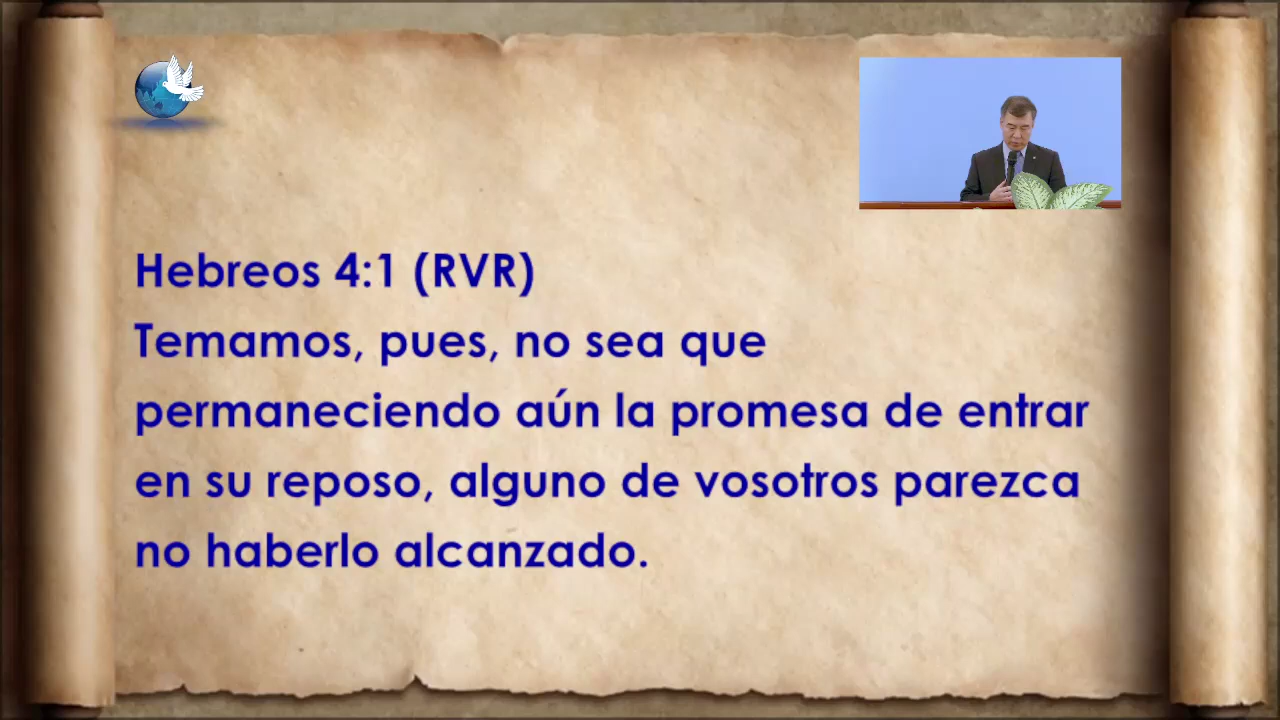 Hebreos 4:1 (RVR)
Temamos, pues, no sea que
permaneciendo aún la promesa de entrar
en su reposo, alguno de vosotros parezca
no haberlo alcanzado.